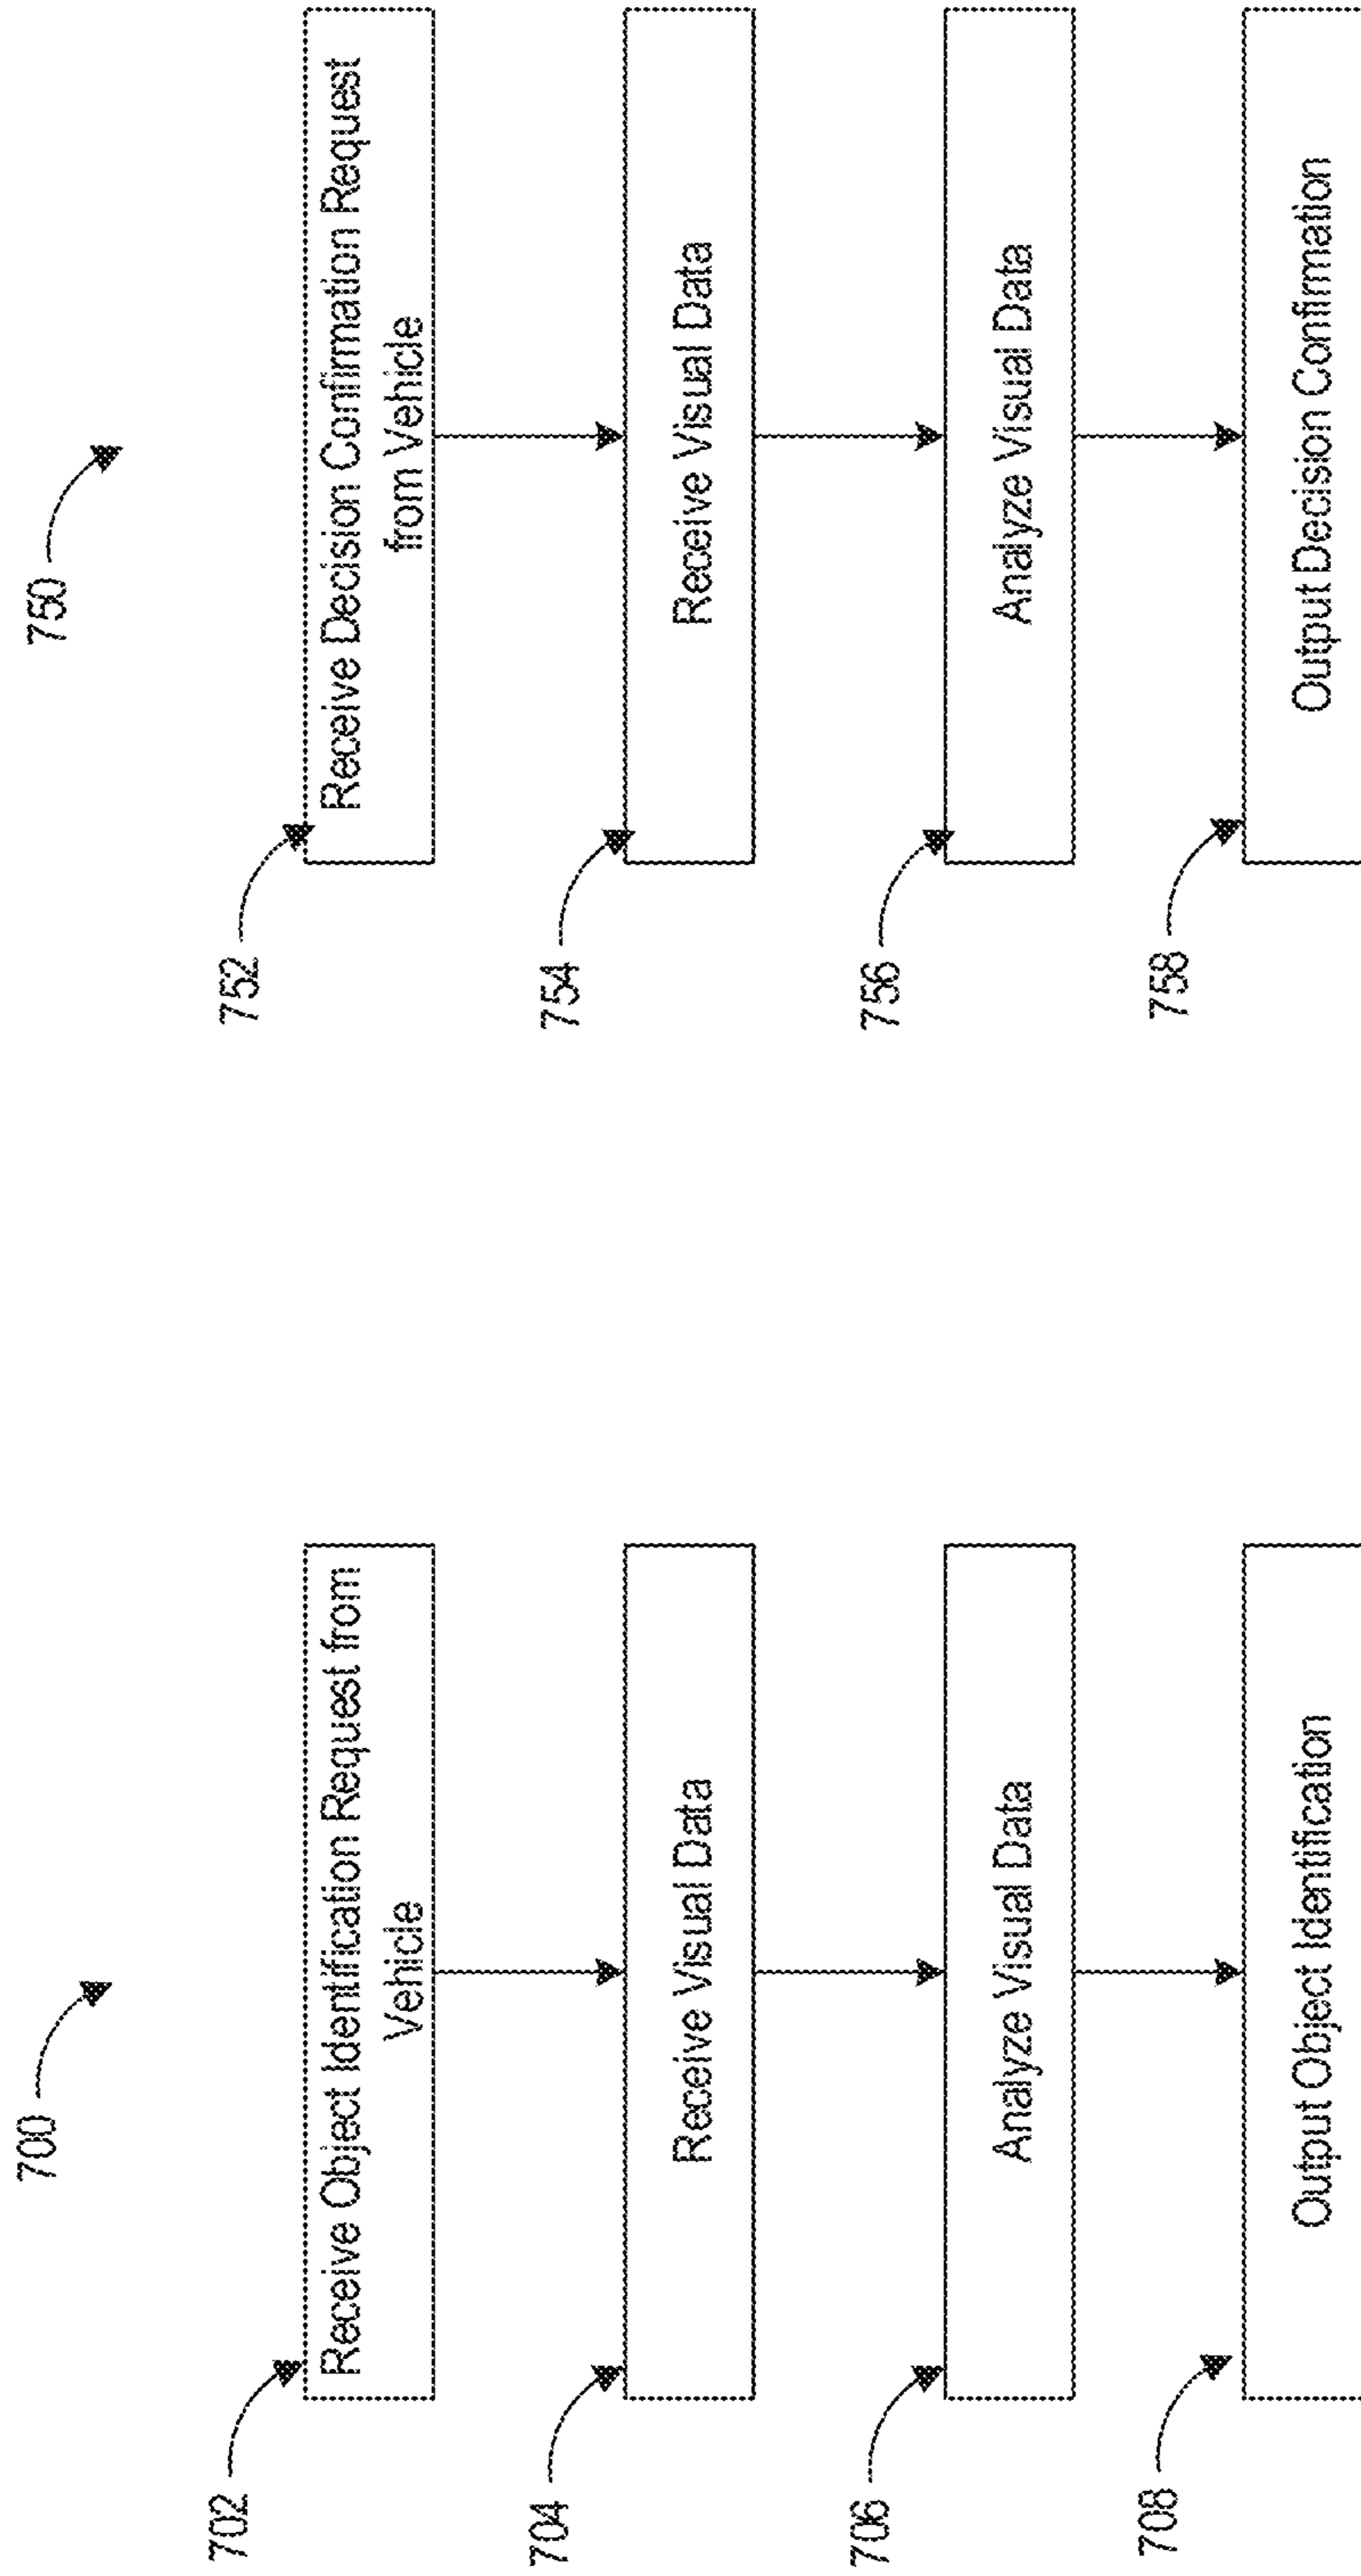 700
702
Receive Object Identification Request from
Vehicle
704
Receive Visual Data
706
Analyze Visual Data
708
Output Object Identification
750
752
Receive Decision Confirmation Request
from Vehicle
754
Receive Visual Data
756
Analyze Visual Data
758
Output Decision Confirmation